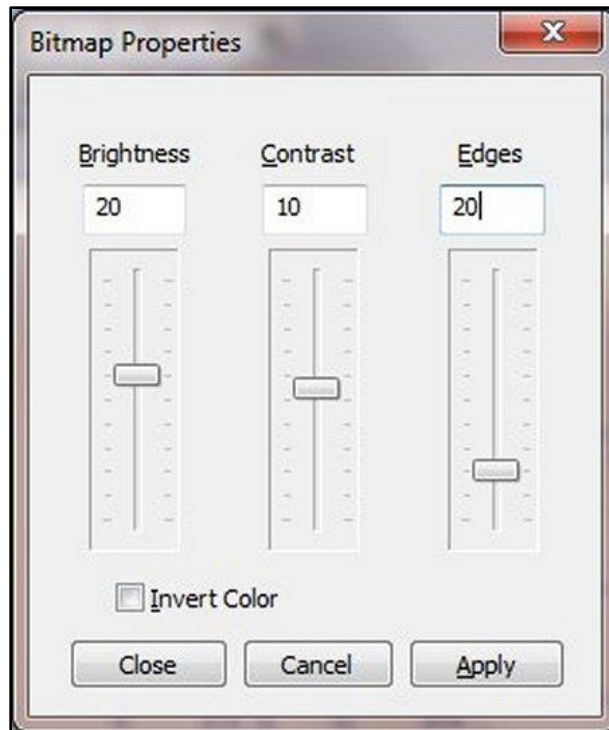 Bitmap Properties
Brightness Contrast Edges
20 10 20
Invert Color
Close Cancel Apply